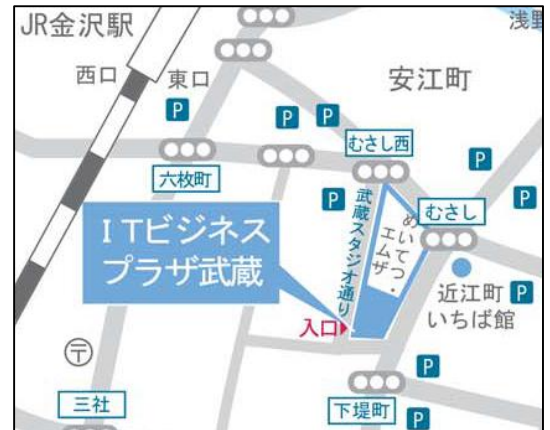 JR金沢駅
浅野
西口
東口
安江町
P
P
P
むさし西
P
六枚町
P
武蔵スタジオ通り
むさし
P
ITビジネス
プラザ武蔵
めいてつ・
エムザ
近江町
いちば館
P
入口
〒
P
三社
下堤町
P